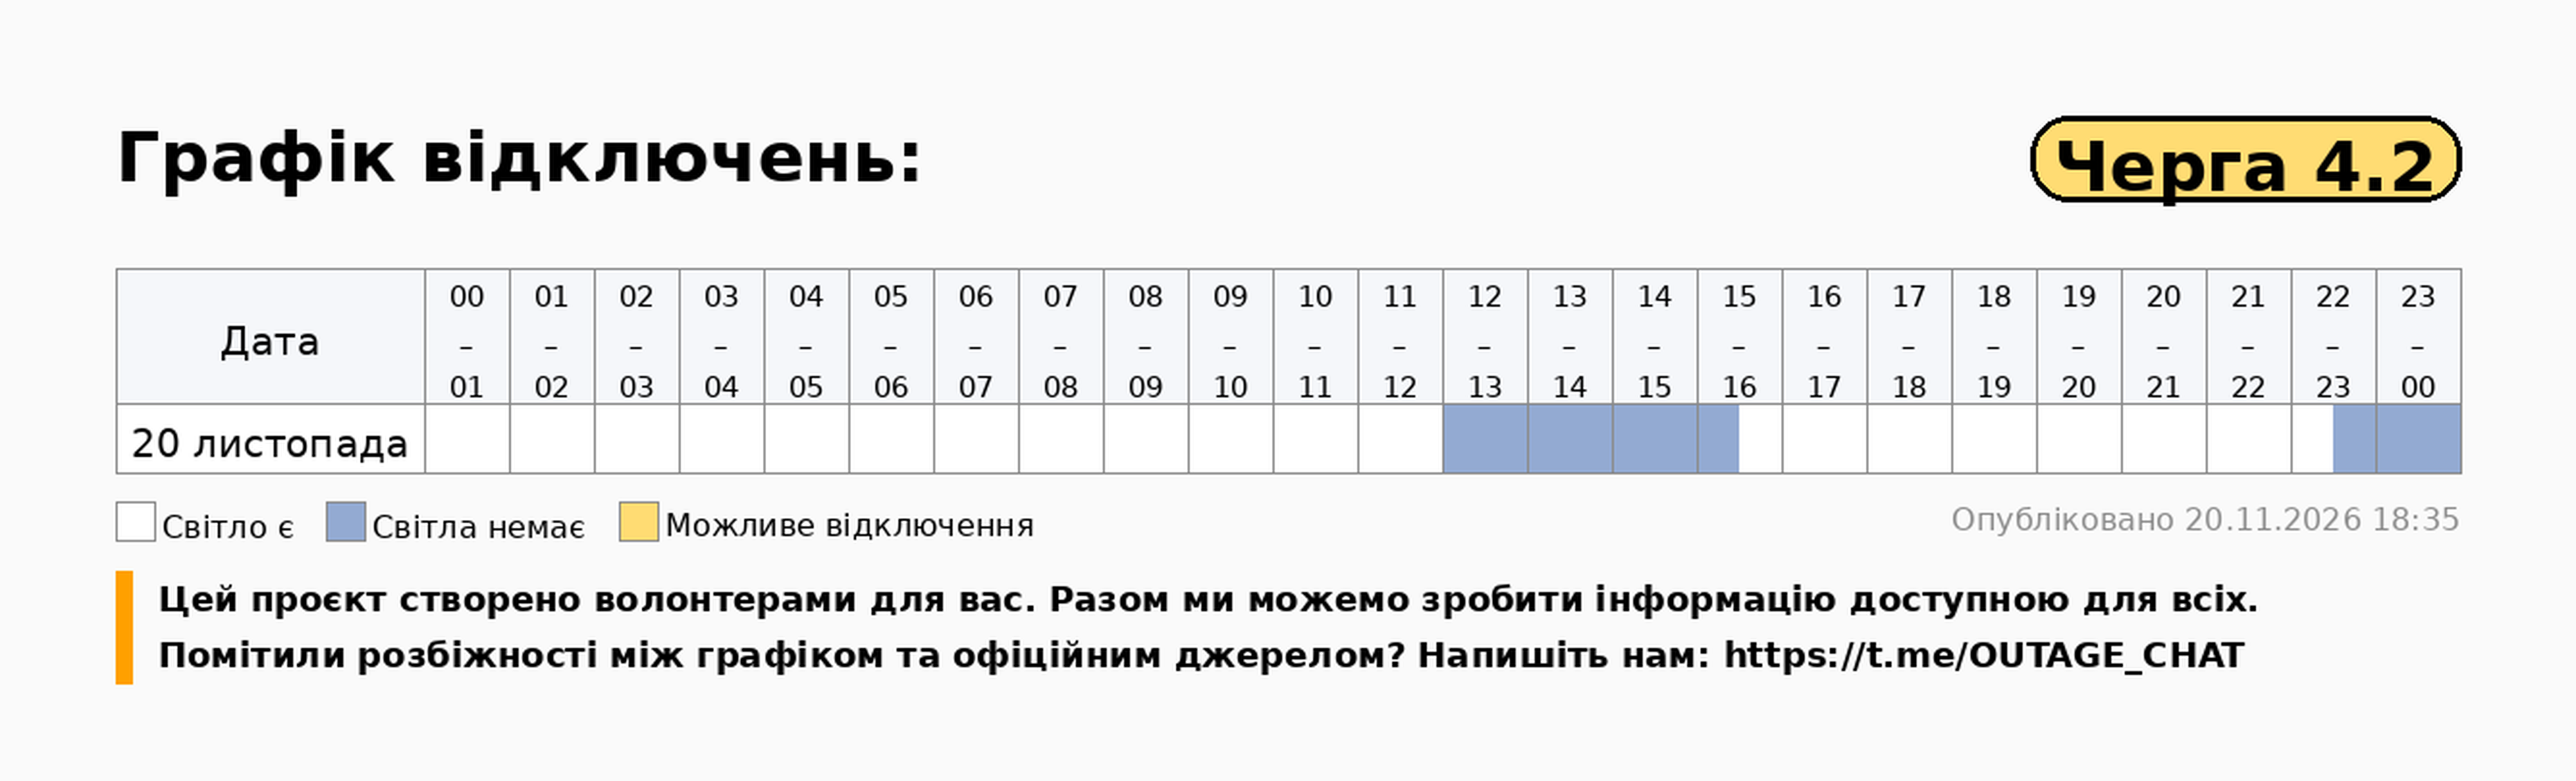 Графік відключень:
Черга 4.2
Дата
00 – 01
01 – 02
02 – 03
03 – 04
04 – 05
05 – 06
06 – 07
07 – 08
08 – 09
09 – 10
10 – 11
11 – 12
12 – 13
13 – 14
14 – 15
15 – 16
16 – 17
17 – 18
18 – 19
19 – 20
20 – 21
21 – 22
22 – 23
23 – 00
20 листопада
Світло є
Світла немає
Можливе відключення
Опубліковано 20.11.2026 18:35
Цей проєкт створено волонтерами для вас. Разом ми можемо зробити інформацію доступною для всіх.
Помітили розбіжності між графіком та офіційним джерелом? Напишіть нам: https://t.me/OUTAGE_CHAT